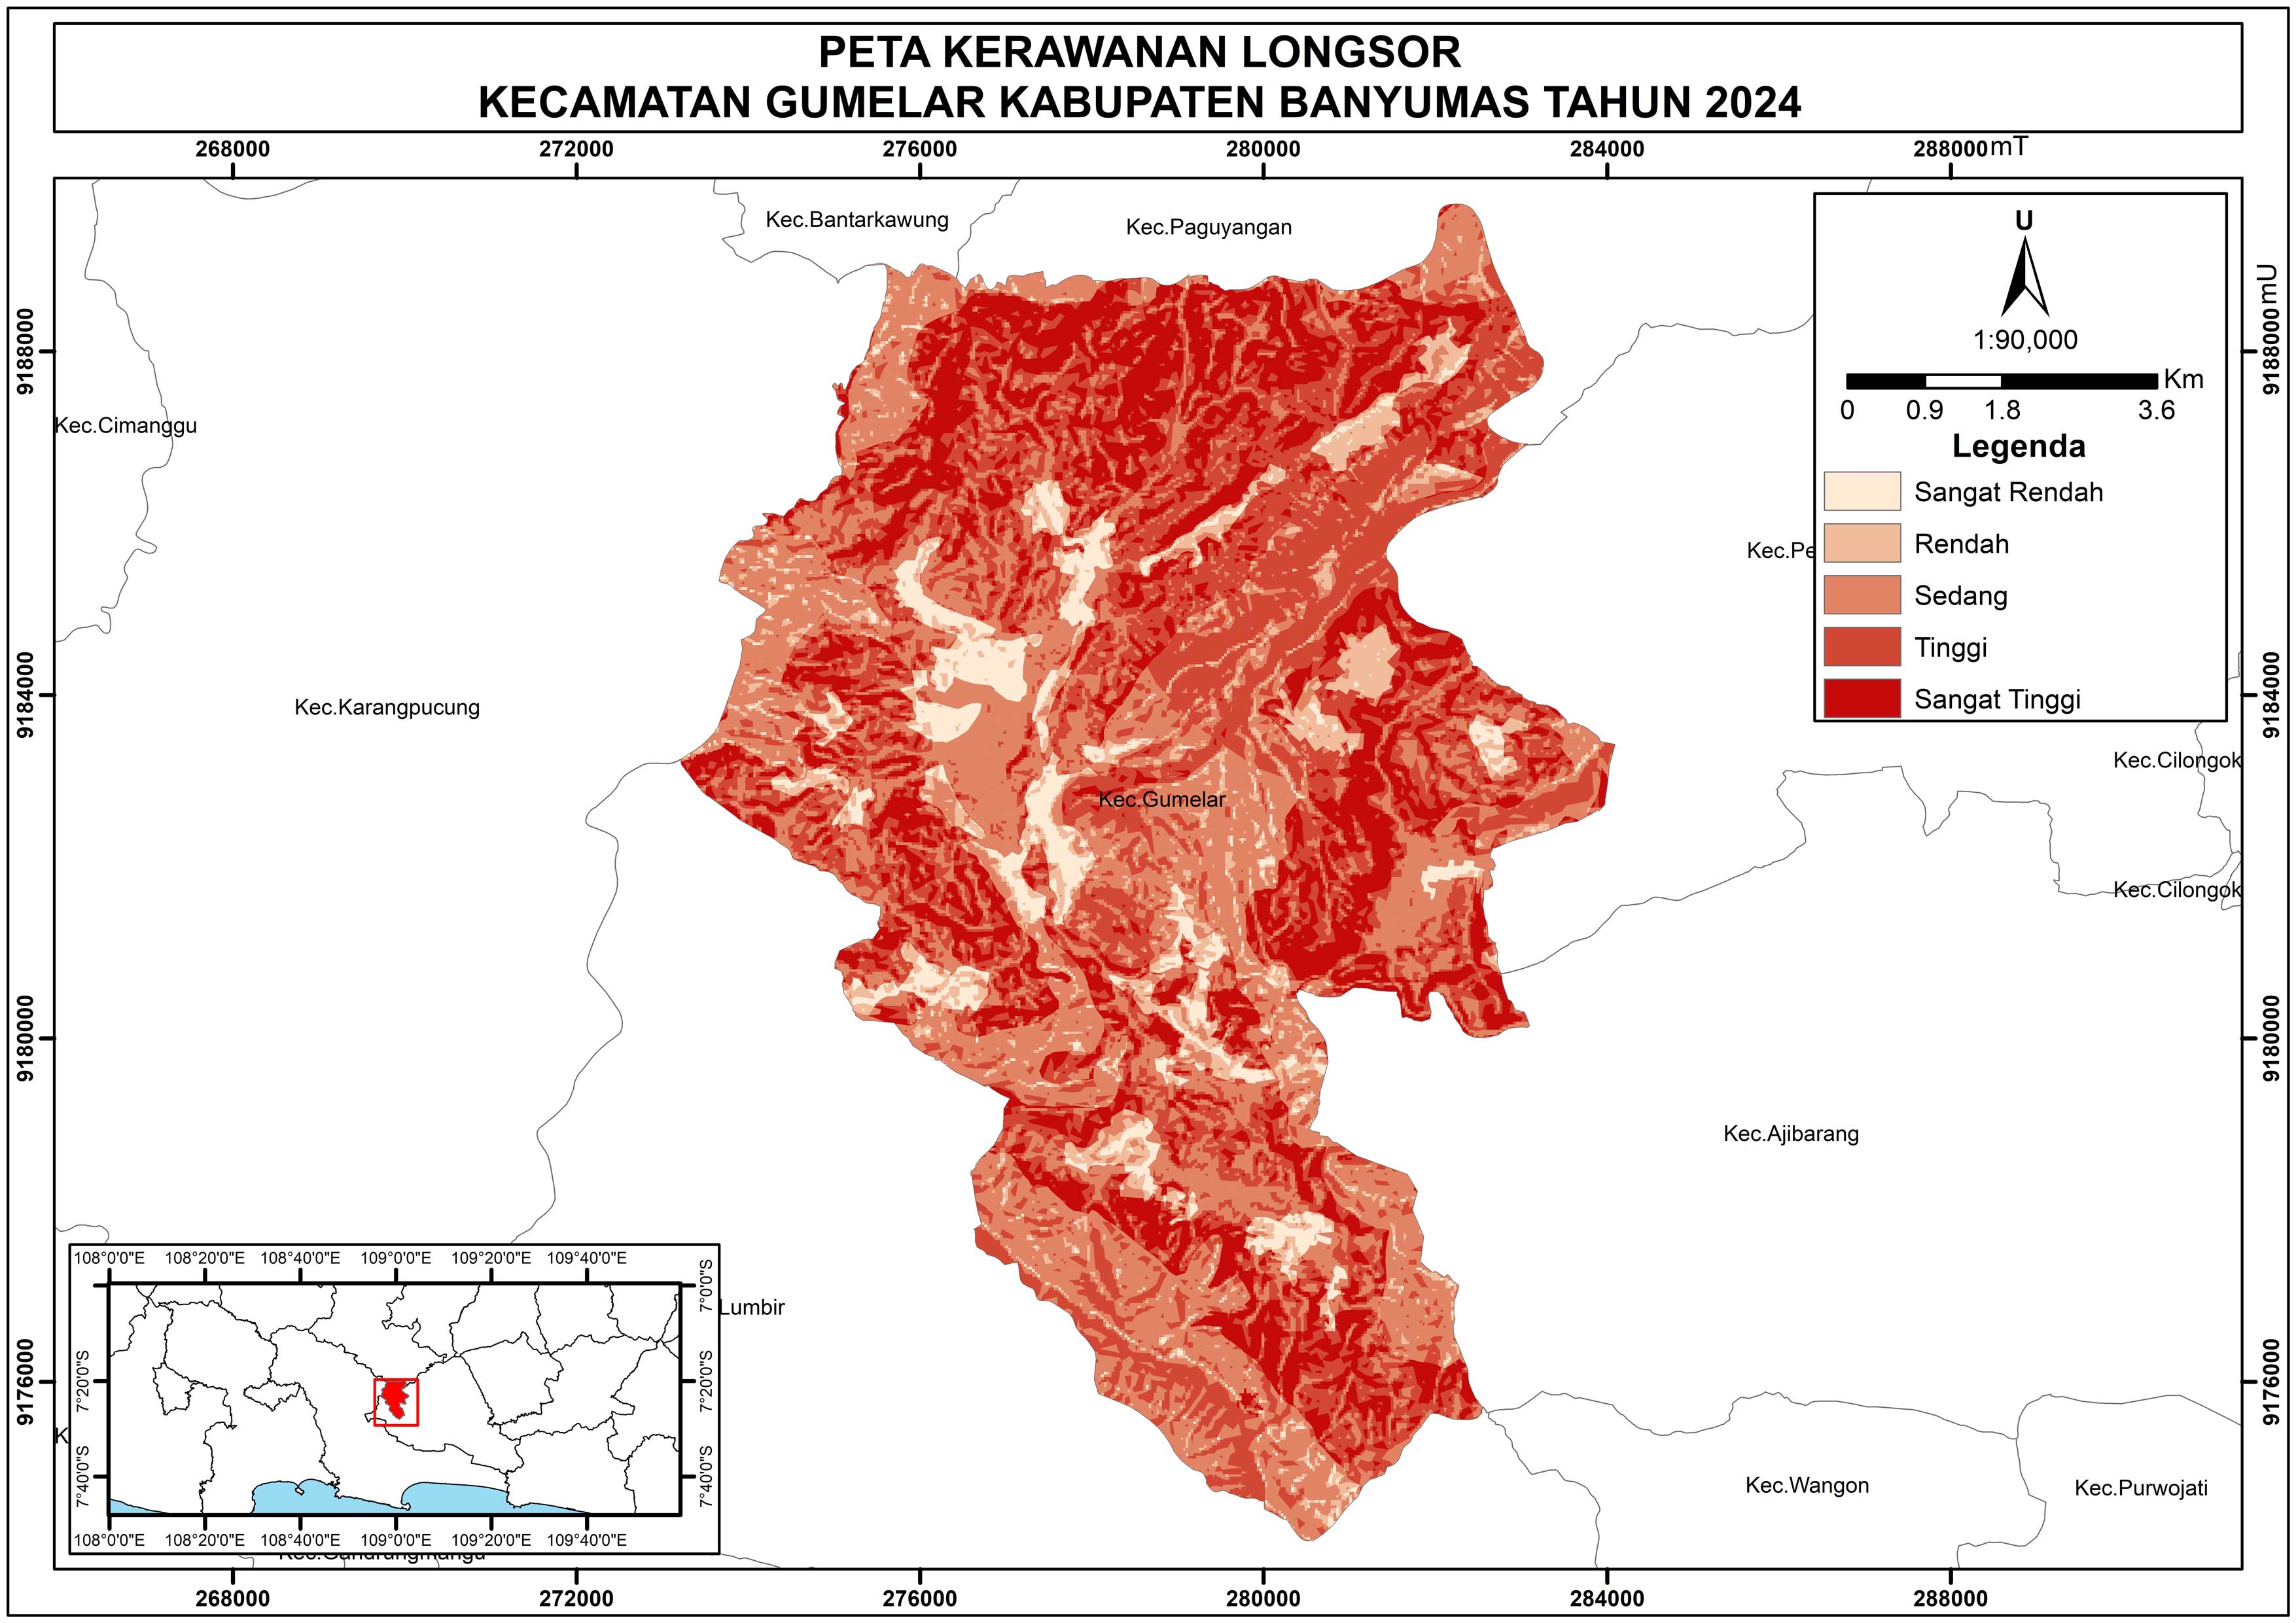 PETA KERAWANAN LONGSOR
KECAMATAN GUMELAR KABUPATEN BANYUMAS TAHUN 2024
268000 272000 276000 280000 284000 288000 mT
9188000 mU
9188000
9184000
9184000
9180000
9180000
9176000
9176000
Kec.Bantarkawung
Kec.Paguyangan
Kec.Cimanggu
Kec.Pe
Kec.Karangpucung
Kec.Cilongok
Kec.Gumelar
Kec.Cilongok
Kec.Ajibarang
Lumbir
K
Kec.Wangon
Kec.Purwojati
Kec.Gandrungmangu
U
1:90,000
Km
0 0.9 1.8 3.6
Legenda
Sangat Rendah
Rendah
Sedang
Tinggi
Sangat Tinggi
108°0'0"E 108°20'0"E 108°40'0"E 109°0'0"E 109°20'0"E 109°40'0"E
7°0'0"S
7°20'0"S
7°20'0"S
7°40'0"S
7°40'0"S
108°0'0"E 108°20'0"E 108°40'0"E 109°0'0"E 109°20'0"E 109°40'0"E
268000 272000 276000 280000 284000 288000